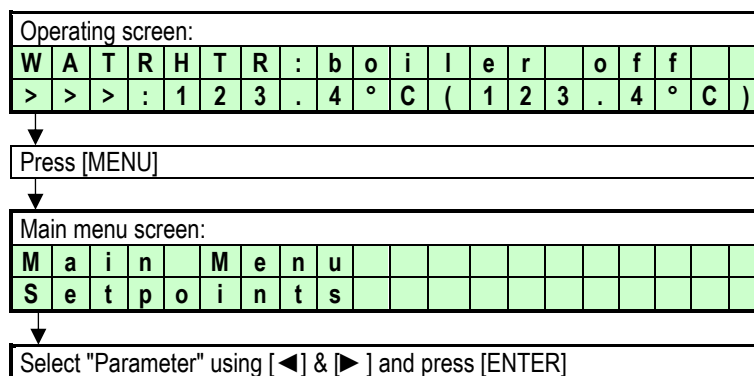 Operating screen:
WATRHTR:boiler off
>>>:123.4°C(123.4°C)
Press [MENU]
Main menu screen:
Main Menu
Setpoints
Select "Parameter" using [◄] & [► ] and press [ENTER]